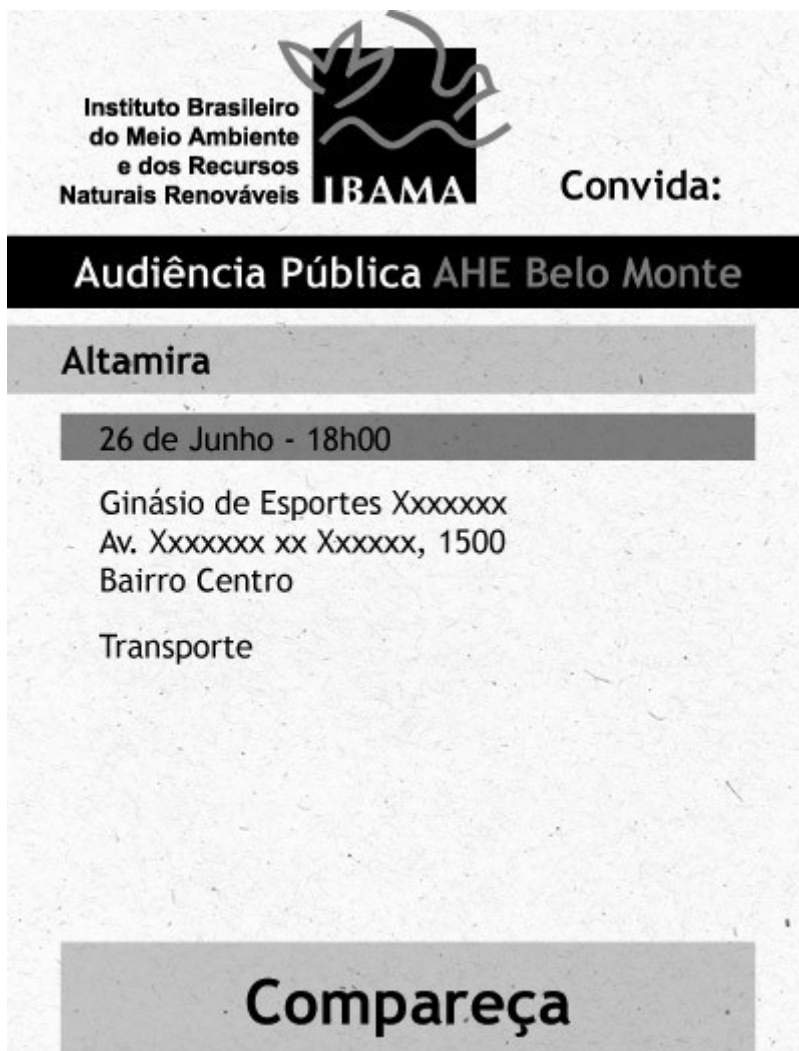 Instituto Brasileiro
do Meio Ambiente
e dos Recursos
Naturais Renováveis
IBAMA
Convida:
Audiência Pública AHE Belo Monte
Altamira
26 de Junho - 18h00
Ginásio de Esportes Xxxxxxx
Av. Xxxxxxx xx Xxxxxx, 1500
Bairro Centro
Transporte
Compareça